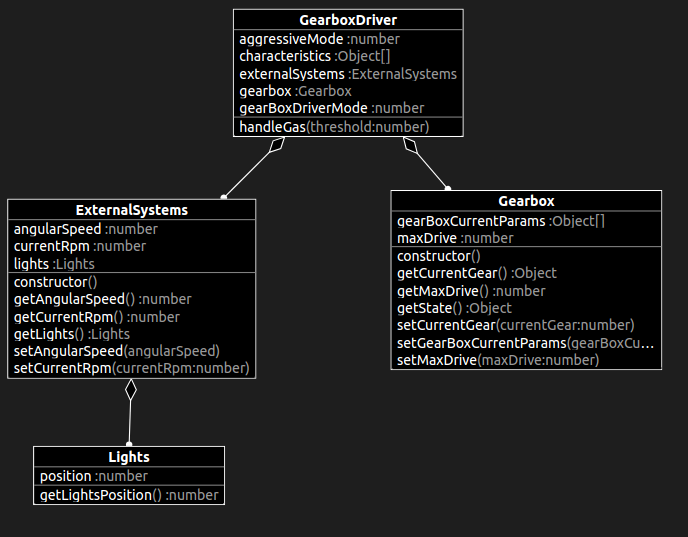 GearboxDriver
aggressiveMode :number
characteristics :Object[]
externalSystems :ExternalSystems
gearbox :Gearbox
gearBoxDriverMode :number
handleGas(threshold:number)
ExternalSystems
angularSpeed :number
currentRpm :number
lights :Lights
constructor()
getAngularSpeed() :number
getCurrentRpm() :number
getLights() :Lights
setAngularSpeed(angularSpeed)
setCurrentRpm(currentRpm:number)
Gearbox
gearBoxCurrentParams :Object[]
maxDrive :number
constructor()
getCurrentGear() :Object
getMaxDrive() :number
getState() :Object
setCurrentGear(currentGear:number)
setGearBoxCurrentParams(gearBoxCu...
setMaxDrive(maxDrive:number)
Lights
position :number
getLightsPosition() :number